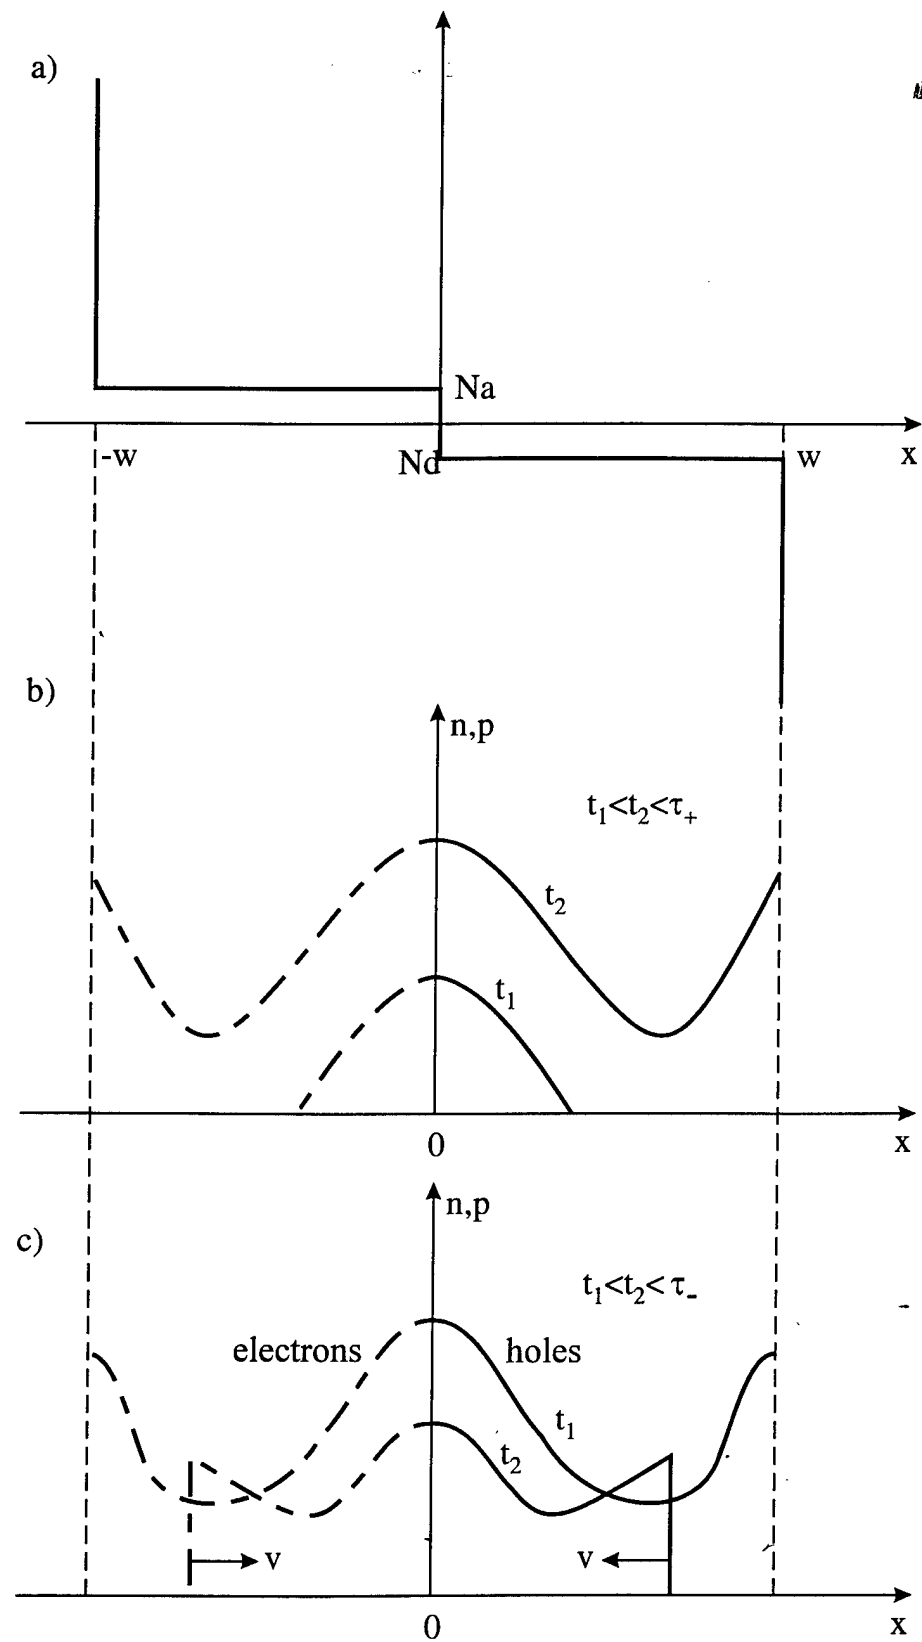 a)
Na
-w
Nd
w
x
b)
n,p
t₁<t₂<τ₊
t₂
t₁
0
x
n,p
c)
t₁<t₂<τ₋
electrons
holes
t₁
t₂
v
v
0
x